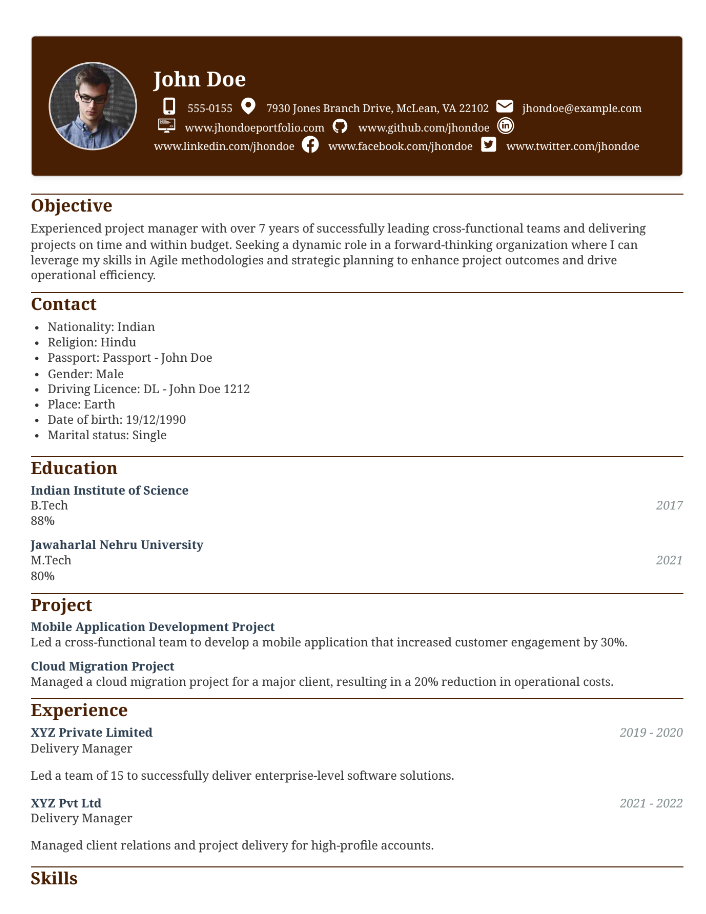 John Doe
555-0155 7930 Jones Branch Drive, McLean, VA 22102 jhondoe@example.com
www.jhondoeportfolio.com www.github.com/jhondoe
www.linkedin.com/jhondoe www.facebook.com/jhondoe www.twitter.com/jhondoe
Objective
Experienced project manager with over 7 years of successfully leading cross-functional teams and delivering
projects on time and within budget. Seeking a dynamic role in a forward-thinking organization where I can
leverage my skills in Agile methodologies and strategic planning to enhance project outcomes and drive
operational efficiency.
Contact
• Nationality: Indian
• Religion: Hindu
• Passport: Passport - John Doe
• Gender: Male
• Driving Licence: DL - John Doe 1212
• Place: Earth
• Date of birth: 19/12/1990
• Marital status: Single
Education
Indian Institute of Science
B.Tech 2017
88%
Jawaharlal Nehru University
M.Tech 2021
80%
Project
Mobile Application Development Project
Led a cross-functional team to develop a mobile application that increased customer engagement by 30%.
Cloud Migration Project
Managed a cloud migration project for a major client, resulting in a 20% reduction in operational costs.
Experience
XYZ Private Limited 2019 - 2020
Delivery Manager
Led a team of 15 to successfully deliver enterprise-level software solutions.
XYZ Pvt Ltd 2021 - 2022
Delivery Manager
Managed client relations and project delivery for high-profile accounts.
Skills